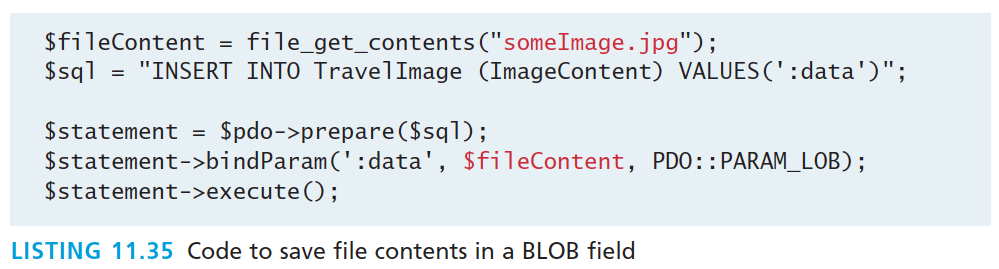 $fileContent = file_get_contents("someImage.jpg");
$sql = "INSERT INTO TravelImage (ImageContent) VALUES(':data')";
$statement = $pdo->prepare($sql);
$statement->bindParam(':data', $fileContent, PDO::PARAM_LOB);
$statement->execute();
LISTING 11.35 Code to save file contents in a BLOB field